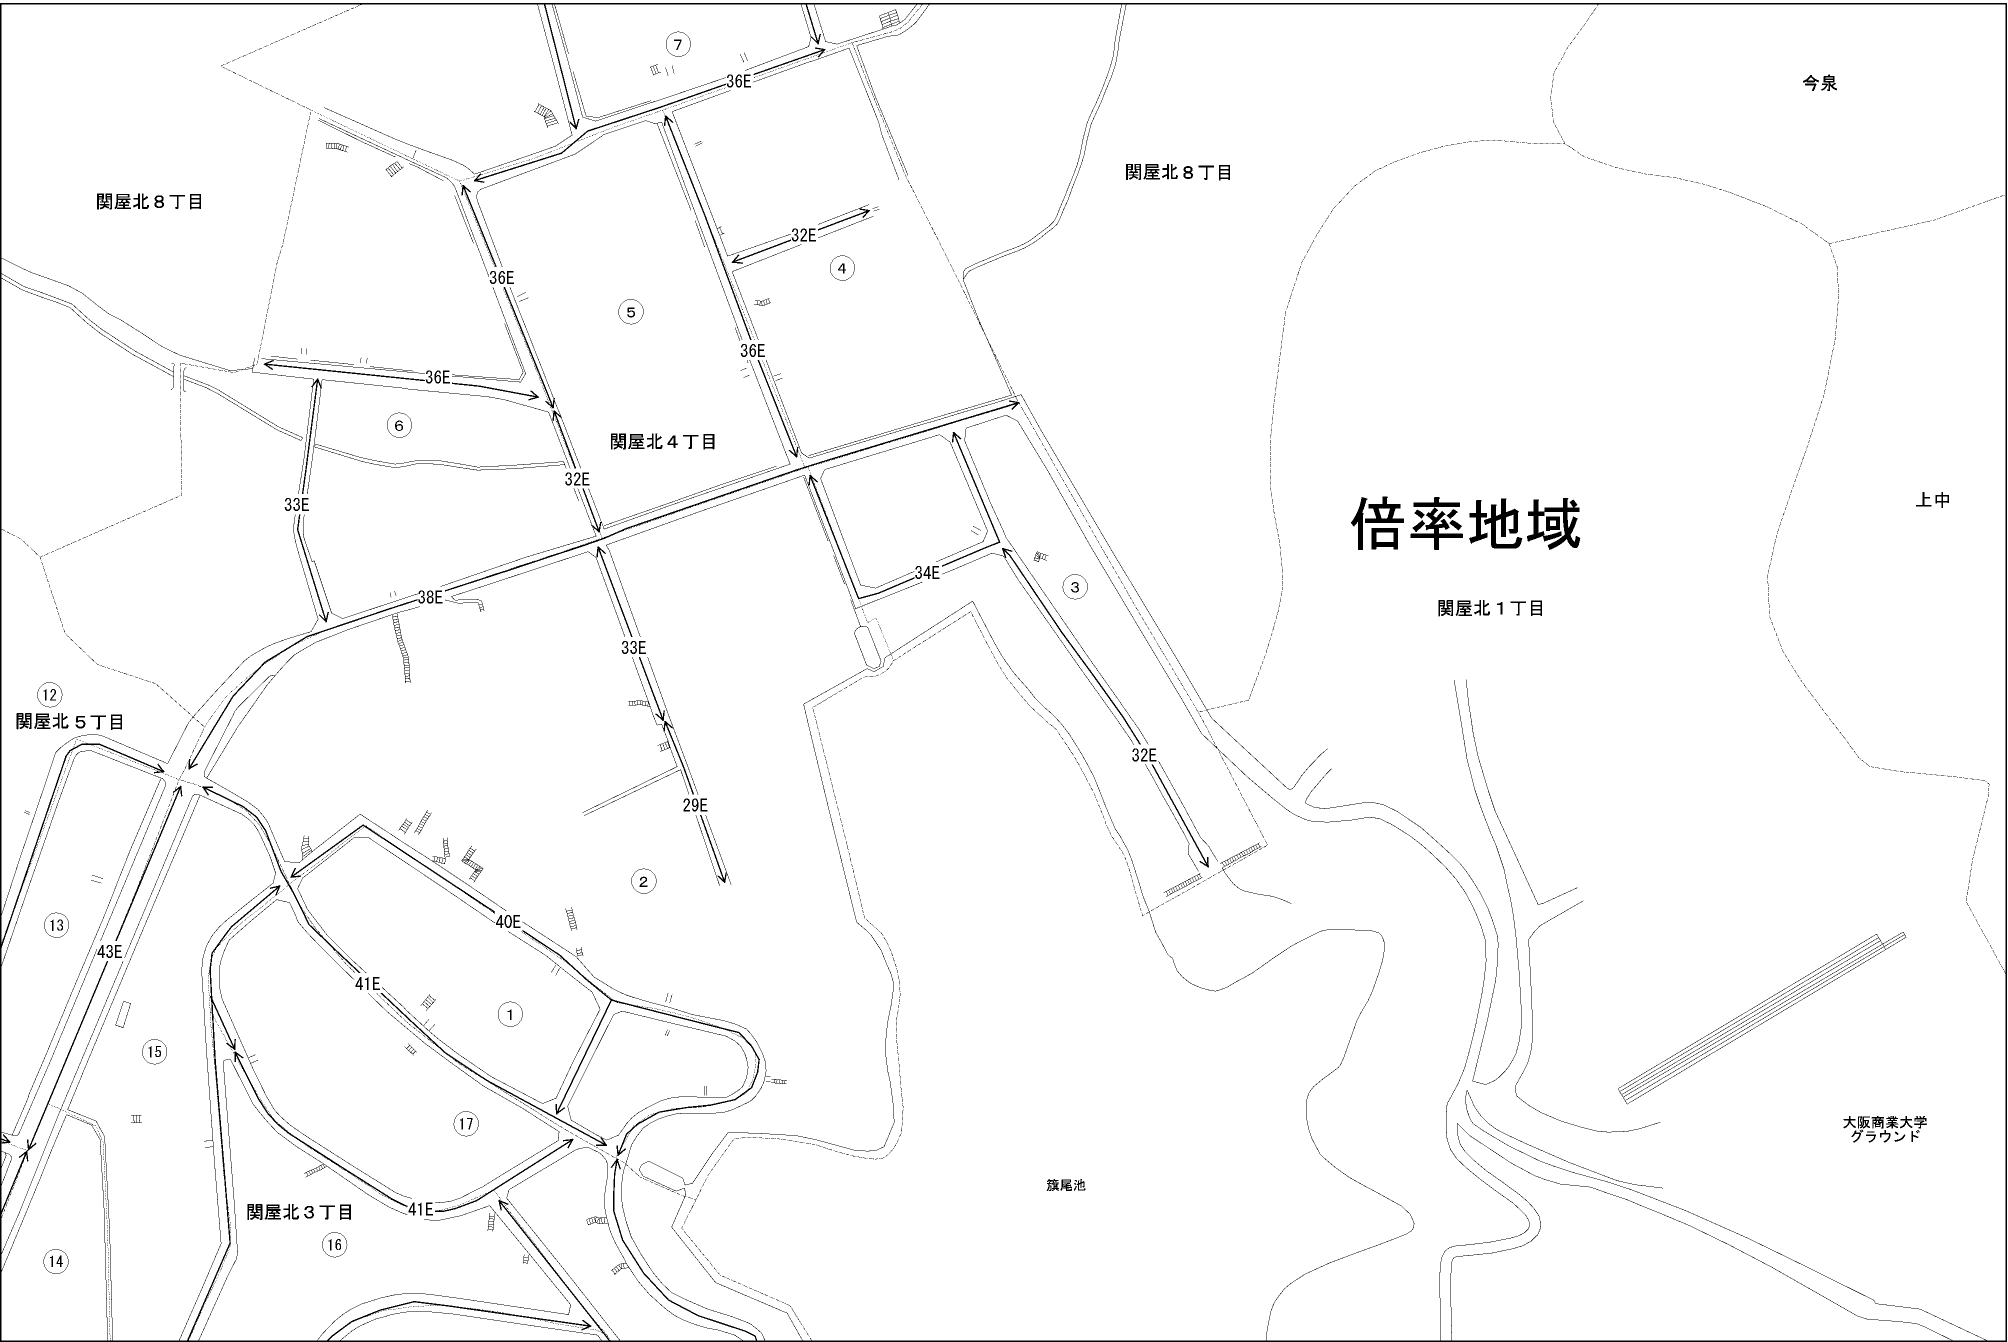 ⑦
36E
今泉
関屋北８丁目
関屋北８丁目
32E
④
36E
⑤
36E
36E
⑥
関屋北４丁目
32E
33E
倍率地域
上中
34E
③
38E
関屋北１丁目
33E
⑫
関屋北５丁目
32E
29E
②
40E
⑬
43E
41E
①
⑮
⑰
大阪商業大学
グラウンド
籏尾池
関屋北３丁目
41E
⑯
⑭